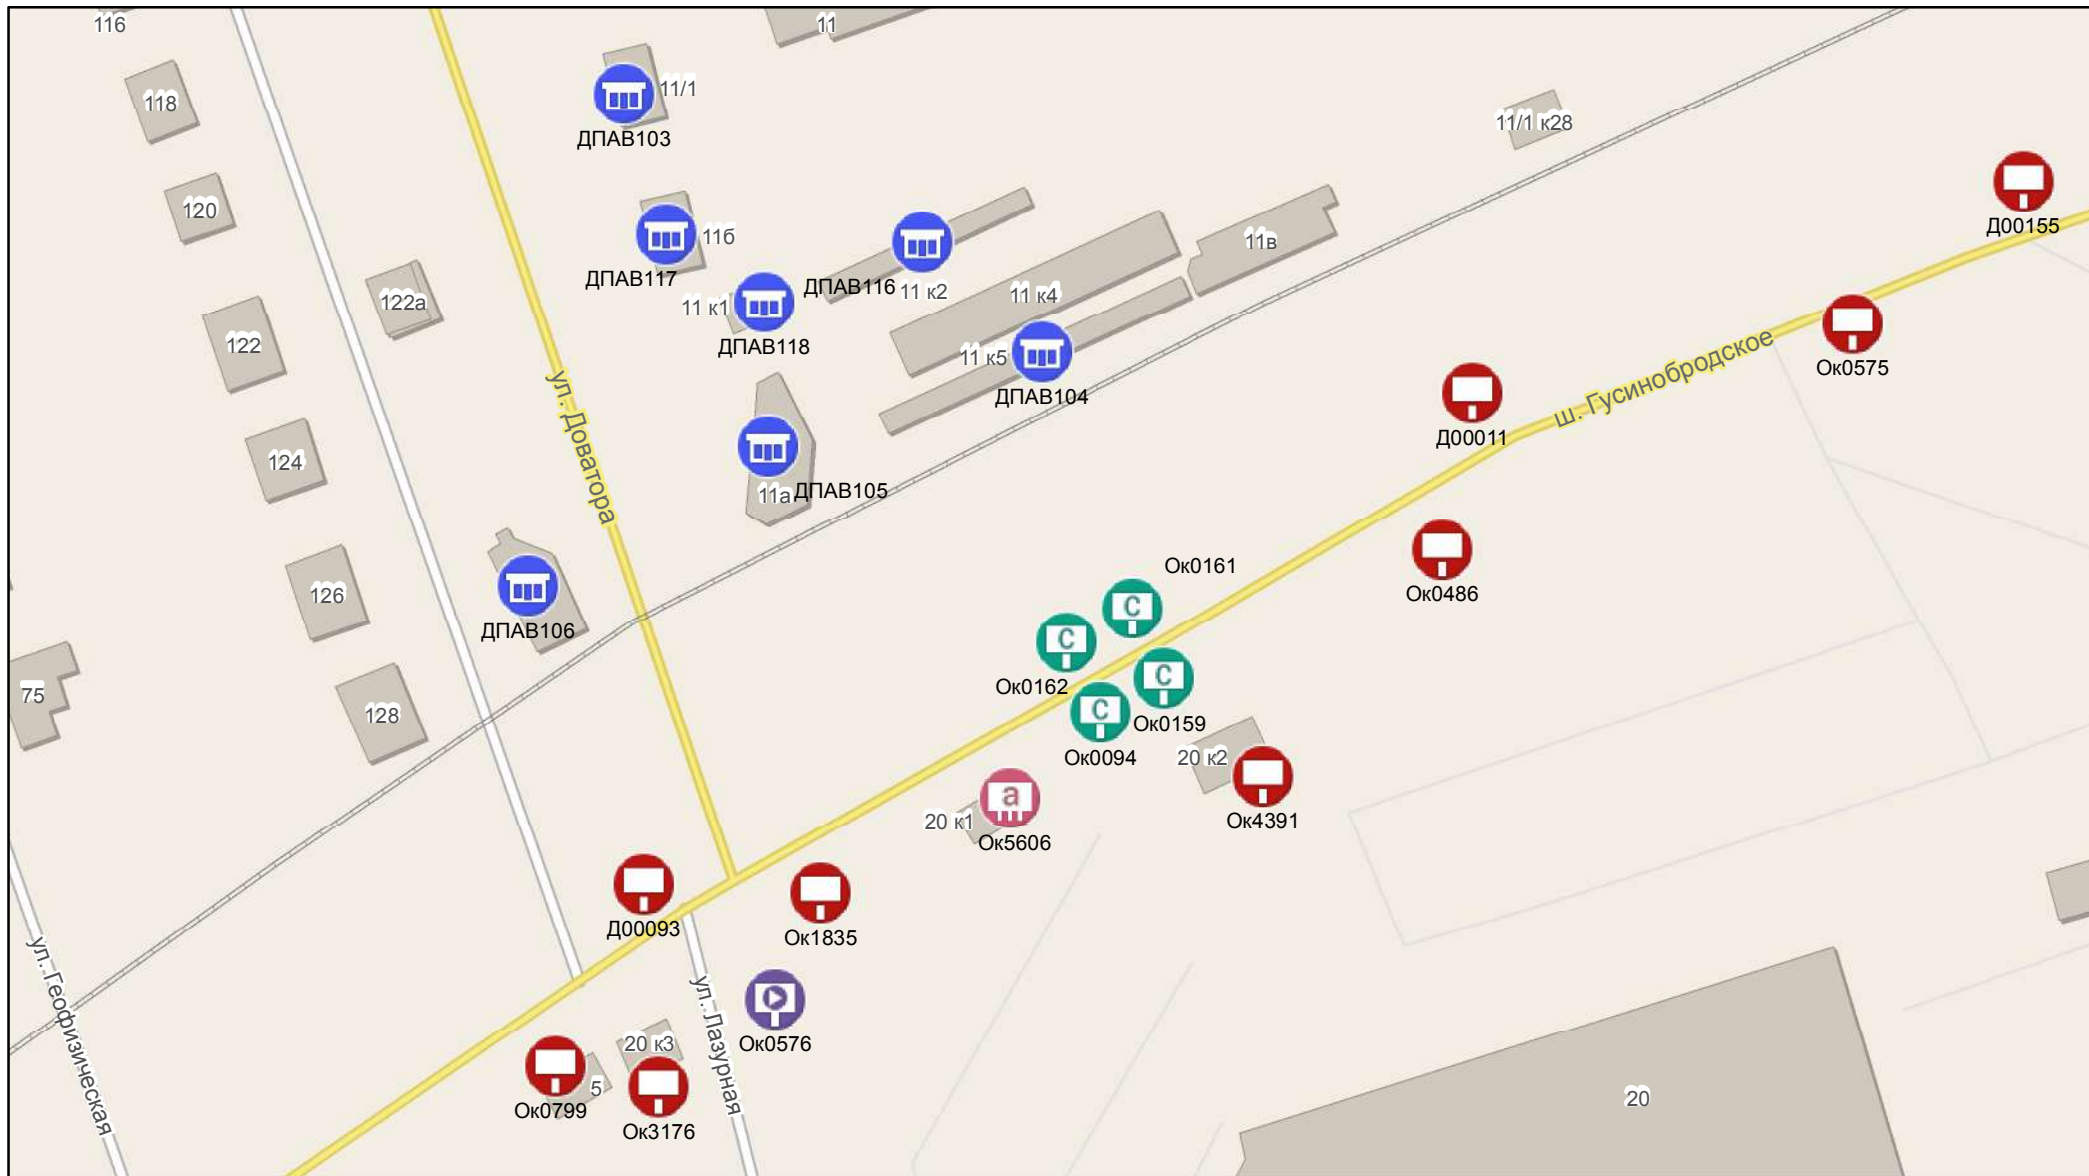 116
11
118
11/1
ДПАВ103
11/1 к28
120
Д00155
11б
ДПАВ117
11в
122а
11 к1
ДПАВ116
11 к2
11 к4
122
ДПАВ118
11 к5
ДПАВ104
Ок0575
ш. Гусинобродское
ул. Доватора
Д00011
124
11а
ДПАВ105
Ок0161
126
ДПАВ106
Ок0486
75
128
Ок0162
С
С
С
С
Ок0159
Ок0094
20 к2
а
20 к1
Ок5606
Ок4391
Д00093
Ок1835
ул. Геофизическая
ул. Лазурная
20 к3
Ок0576
5
Ок0799
Ок3176
20